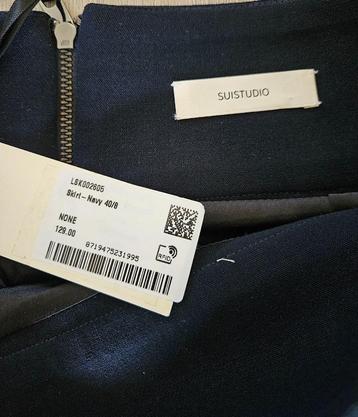 SUISTUDIO
LSK002605
Skirt-Navy 40/8
NONE
129.00
8719475231995
RFID